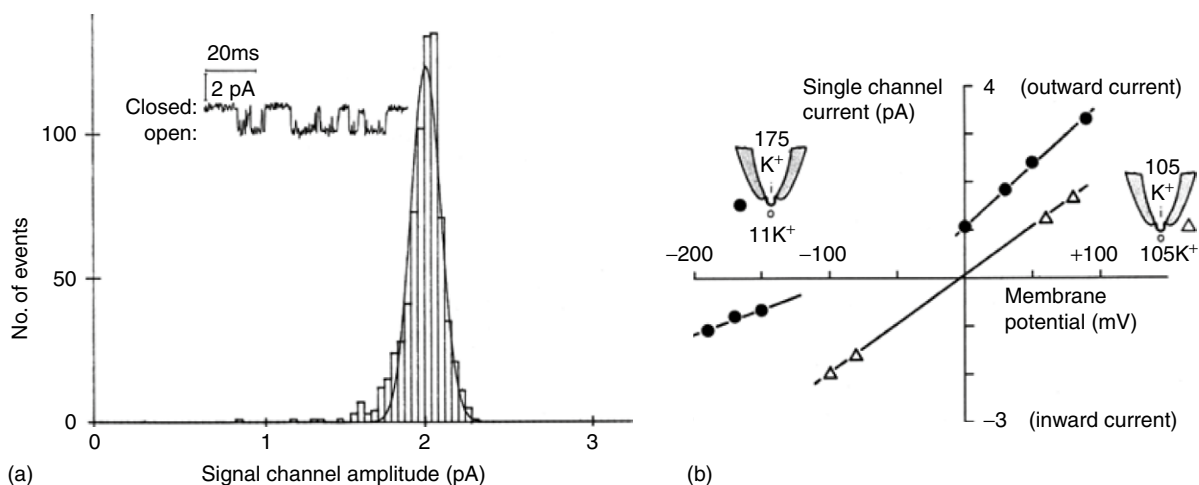 20ms
2 pA
Closed:
open:
100
50
0
No. of events
0
1
2
3
(a)
Signal channel amplitude (pA)
Single channel
current (pA)
4
(outward current)
175
K+
11K+
105
K+
105K+
−200
−100
+100
Membrane
potential (mV)
−3
(inward current)
(b)